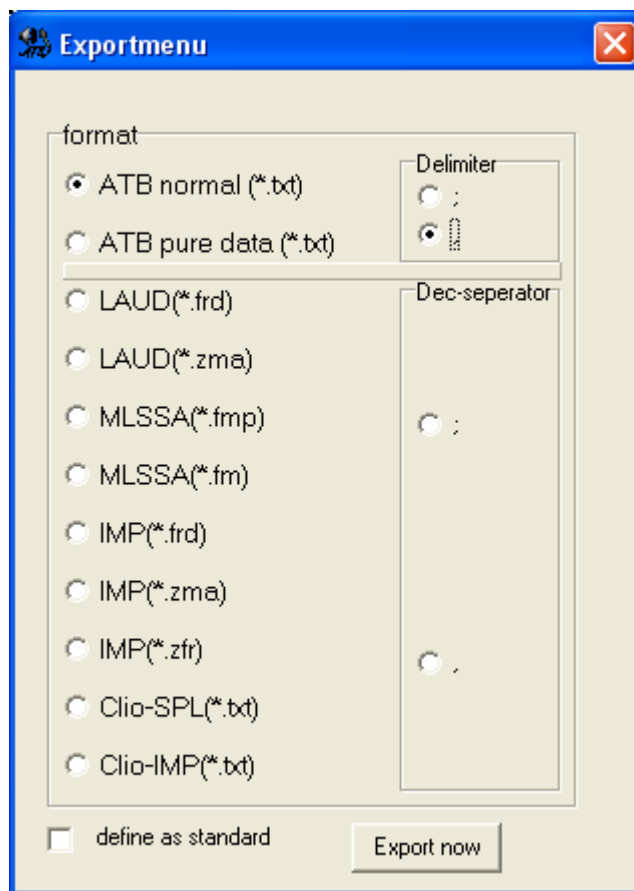 Exportmenu
format
ATB normal (*.txt)
ATB pure data (*.txt)
Delimiter
;
LAUD(*.frd)
LAUD(*.zma)
MLSSA(*.fmp)
MLSSA(*.fm)
IMP(*.frd)
IMP(*.zma)
IMP(*.zfr)
Clio-SPL(*.txt)
Clio-IMP(*.txt)
Dec-seperator
;
,
define as standard
Export now